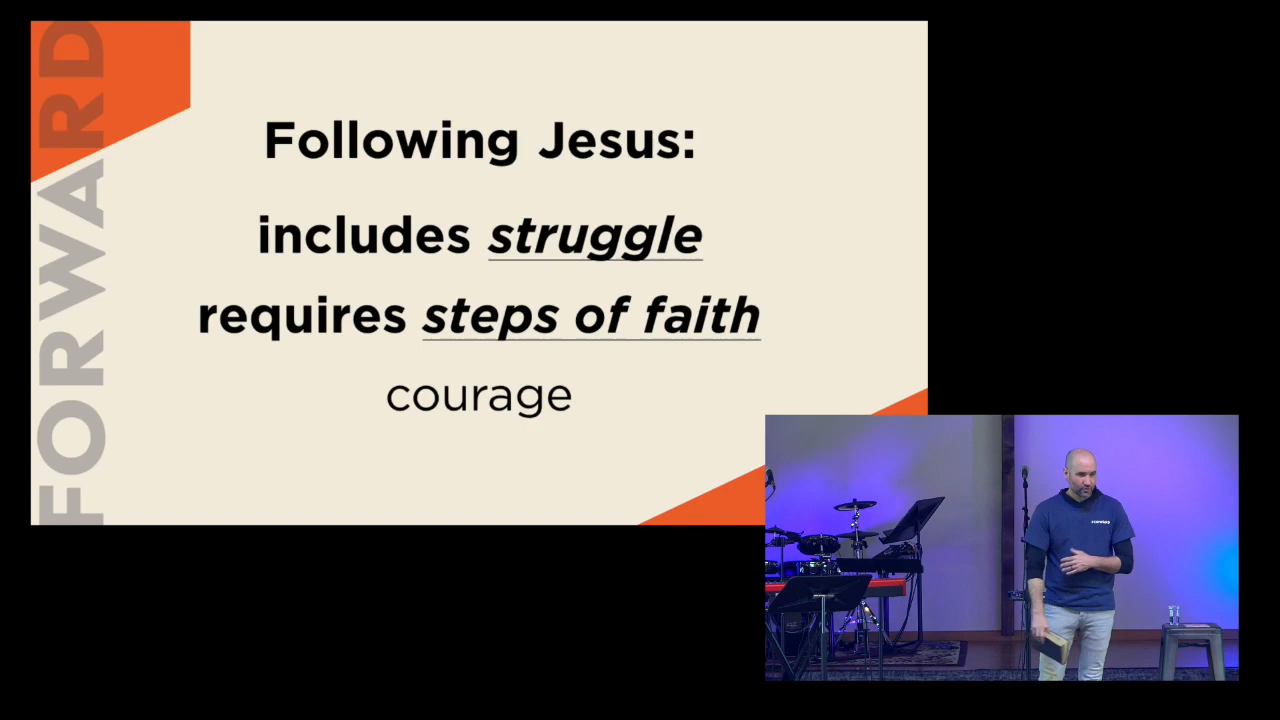 FORWARD
Following Jesus:
includes struggle
requires steps of faith
courage